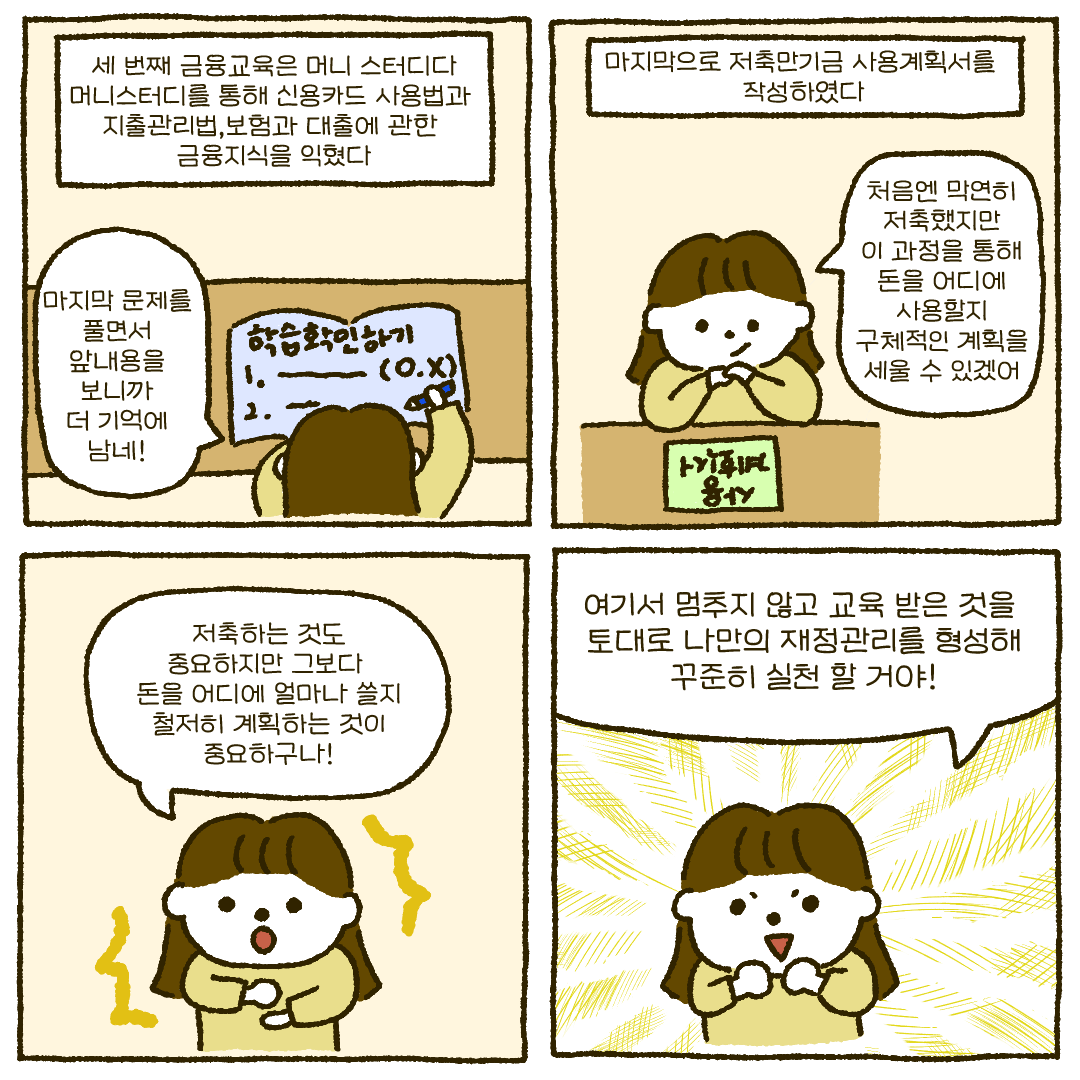 세 번째 금융교육은 머니 스터디다
머니스터디를 통해 신용카드 사용법과
지출관리법,보험과 대출에 관한
금융지식을 익혔다
마지막 문제를
풀면서
앞내용을
보니까
더 기억에
남네!
학습확인하기
1. (O.X)
2.
마지막으로 저축만기금 사용계획서를
작성하였다
처음엔 막연히
저축했지만
이 과정을 통해
돈을 어디에
사용할지
구체적인 계획을
세울 수 있겠어
사용
계획서
저축하는 것도
중요하지만 그보다
돈을 어디에 얼마나 쓸지
철저히 계획하는 것이
중요하구나!
여기서 멈추지 않고 교육 받은 것을
토대로 나만의 재정관리를 형성해
꾸준히 실천 할 거야!